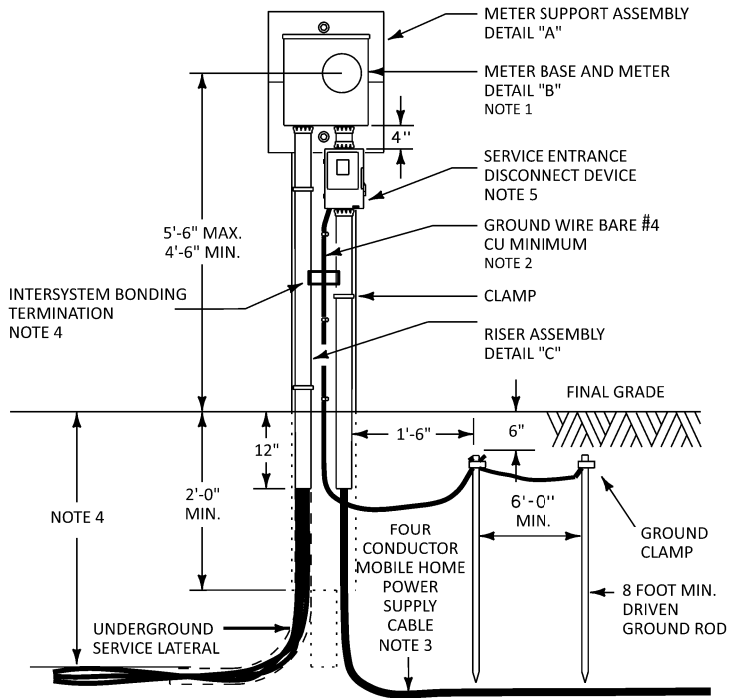 METER SUPPORT ASSEMBLY
DETAIL "A"
METER BASE AND METER
DETAIL "B"
NOTE 1
4"
SERVICE ENTRANCE
DISCONNECT DEVICE
NOTE 5
5'-6" MAX.
4'-6" MIN.
GROUND WIRE BARE #4
CU MINIMUM
NOTE 2
INTERSYSTEM BONDING
TERMINATION
NOTE 4
CLAMP
RISER ASSEMBLY
DETAIL "C"
FINAL GRADE
12"
1'-6"
6"
2'-0"
MIN.
6'-0"
MIN.
NOTE 4
FOUR
CONDUCTOR
MOBILE HOME
POWER
SUPPLY
CABLE
NOTE 3
GROUND
CLAMP
8 FOOT MIN.
DRIVEN
GROUND ROD
UNDERGROUND
SERVICE LATERAL